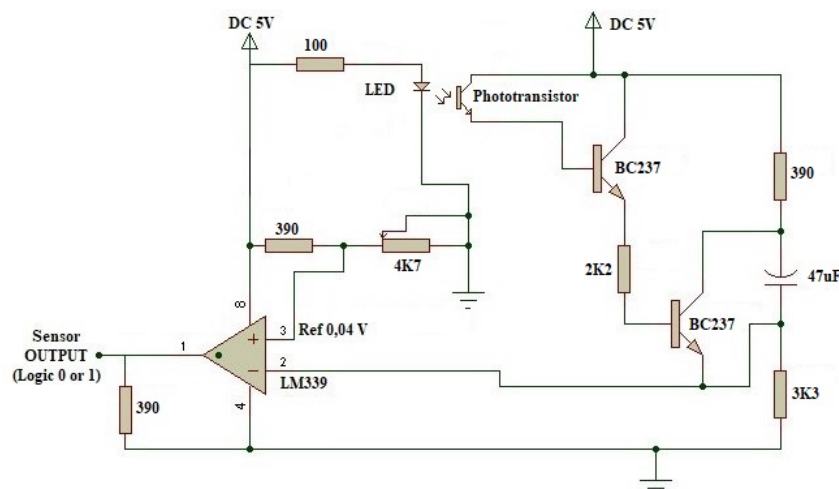 DC 5V
DC 5V
100
LED
Phototransistor
BC237
390
390
4K7
2K2
47uF
BC237
8
3
Ref 0,04 V
Sensor
OUTPUT
(Logic 0 or 1)
1
2
LM339
390
4
3K3